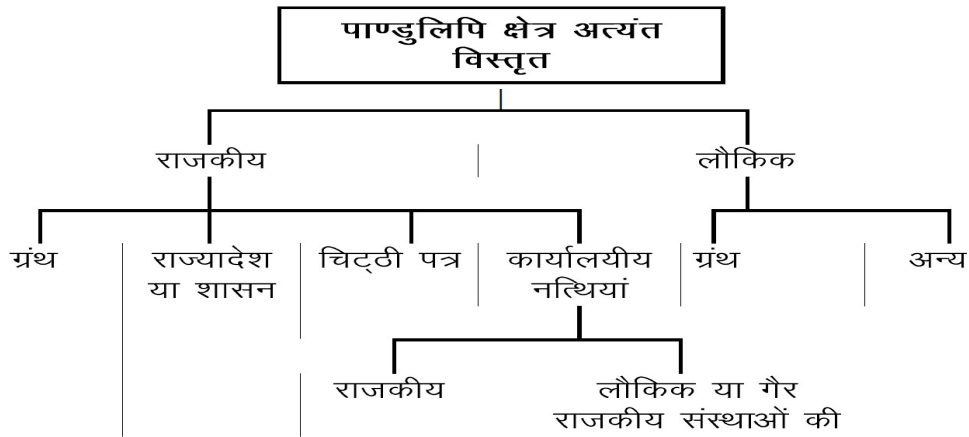 पाण्डुलिपि क्षेत्र अत्यंत
विस्तृत
राजकीय
लौकिक
ग्रंथ
राज्यादेश
या शासन
चिट्ठी पत्र
कार्यालयीय
नत्थियां
ग्रंथ
अन्य
राजकीय
लौकिक या गैर
राजकीय संस्थाओं की